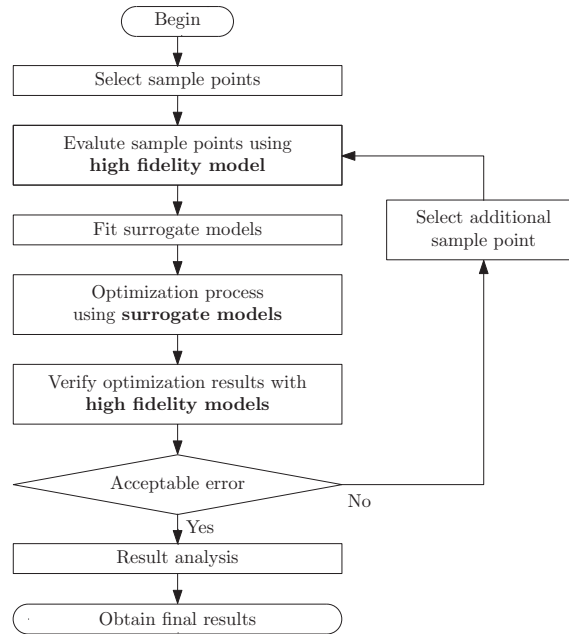 Begin
Select sample points
Evalute sample points using
high fidelity model
Fit surrogate models
Select additional
sample point
Optimization process
using surrogate models
Verify optimization results with
high fidelity models
Acceptable error
No
Yes
Result analysis
Obtain final results